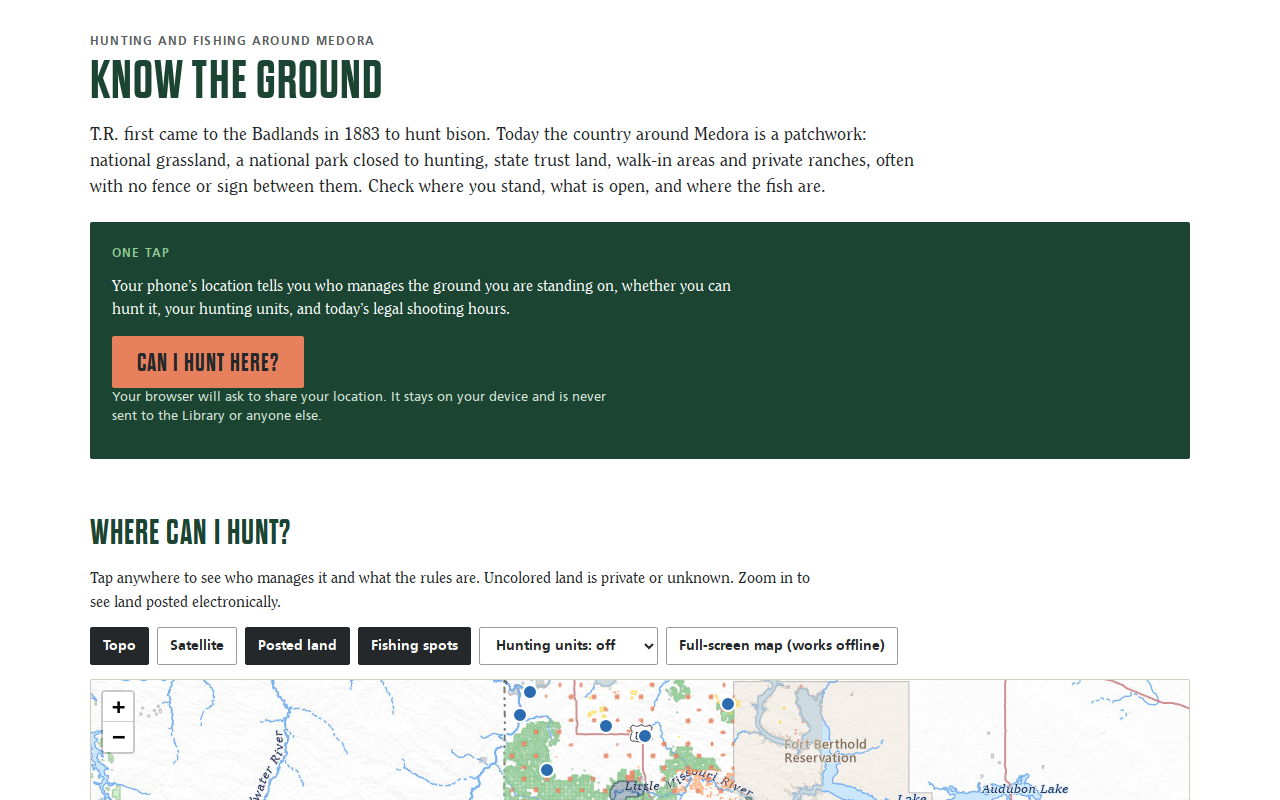 HUNTING AND FISHING AROUND MEDORA
KNOW THE GROUND
T.R. first came to the Badlands in 1883 to hunt bison. Today the country around Medora is a patchwork:
national grassland, a national park closed to hunting, state trust land, walk-in areas and private ranches, often
with no fence or sign between them. Check where you stand, what is open, and where the fish are.
ONE TAP
Your phone’s location tells you who manages the ground you are standing on, whether you can
hunt it, your hunting units, and today’s legal shooting hours.
CAN I HUNT HERE?
Your browser will ask to share your location. It stays on your device and is never
sent to the Library or anyone else.
WHERE CAN I HUNT?
Tap anywhere to see who manages it and what the rules are. Uncolored land is private or unknown. Zoom in to
see land posted electronically.
Topo
Satellite
Posted land
Fishing spots
Hunting units: off
Full-screen map (works offline)
+
−
water River
Fort Berthold
Reservation
Little Missouri River
Lake
Audubon Lake